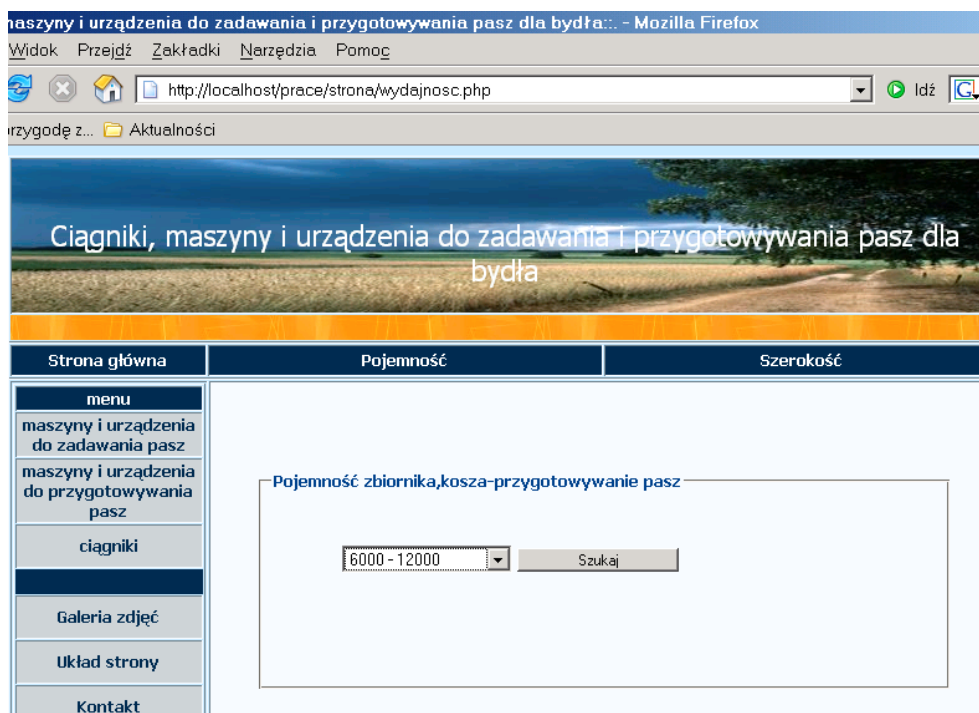 maszyny i urządzenia do zadawania i przygotowywania pasz dla bydła::. - Mozilla Firefox
Widok Przejdź Zakładki Narzędzia Pomoc
http://localhost/prace/strona/wydajnosc.php Idź G
rzygodę z... Aktualności
Ciągniki, maszyny i urządzenia do zadawania i przygotowywania pasz dla
bydła
Strona główna Pojemność Szerokość
menu
maszyny i urządzenia
do zadawania pasz
maszyny i urządzenia
do przygotowywania
pasz
ciągniki
Galeria zdjęć
Układ strony
Kontakt
Pojemność zbiornika,kosza-przygotowywanie pasz
6000 - 12000 Szukaj